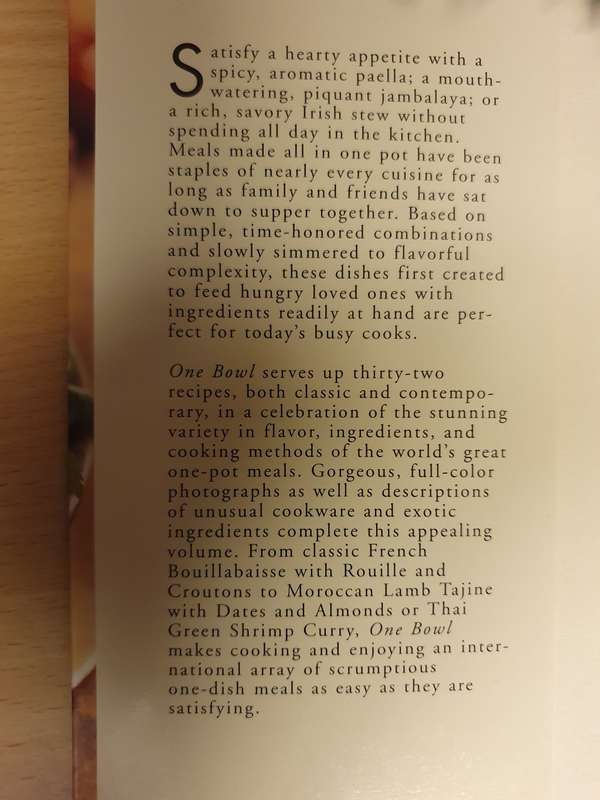 Satisfy a hearty appetite with a
spicy, aromatic paella; a mouth-
watering, piquant jambalaya; or
a rich, savory Irish stew without
spending all day in the kitchen.
Meals made all in one pot have been
staples of nearly every cuisine for as
long as family and friends have sat
down to supper together. Based on
simple, time-honored combinations
and slowly simmered to flavorful
complexity, these dishes first created
to feed hungry loved ones with
ingredients readily at hand are per-
fect for today's busy cooks.
One Bowl serves up thirty-two
recipes, both classic and contempo-
rary, in a celebration of the stunning
variety in flavor, ingredients, and
cooking methods of the world's great
one-pot meals. Gorgeous, full-color
photographs as well as descriptions
of unusual cookware and exotic
ingredients complete this appealing
volume. From classic French
Bouillabaisse with Rouille and
Croutons to Moroccan Lamb Tajine
with Dates and Almonds or Thai
Green Shrimp Curry, One Bowl
makes cooking and enjoying an inter-
national array of scrumptious
one-dish meals as easy as they are
satisfying.